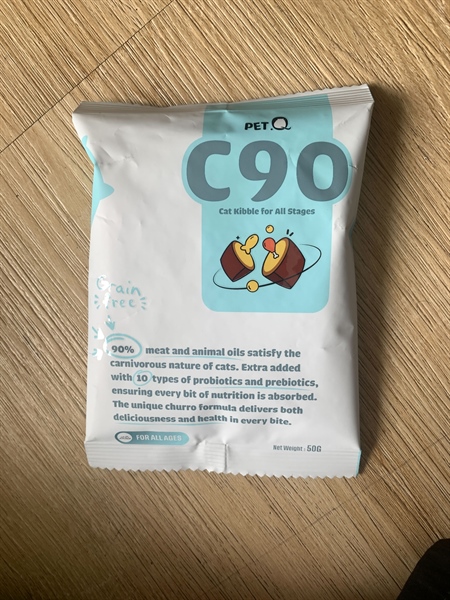 PET.Q
C90
Cat Kibble for All Stages
Grain
Free
90% meat and animal oils satisfy the
carnivorous nature of cats. Extra added
with 10 types of probiotics and prebiotics,
ensuring every bit of nutrition is absorbed.
The unique churro formula delivers both
deliciousness and health in every bite.
FOR ALL AGES
Net Weight : 50G